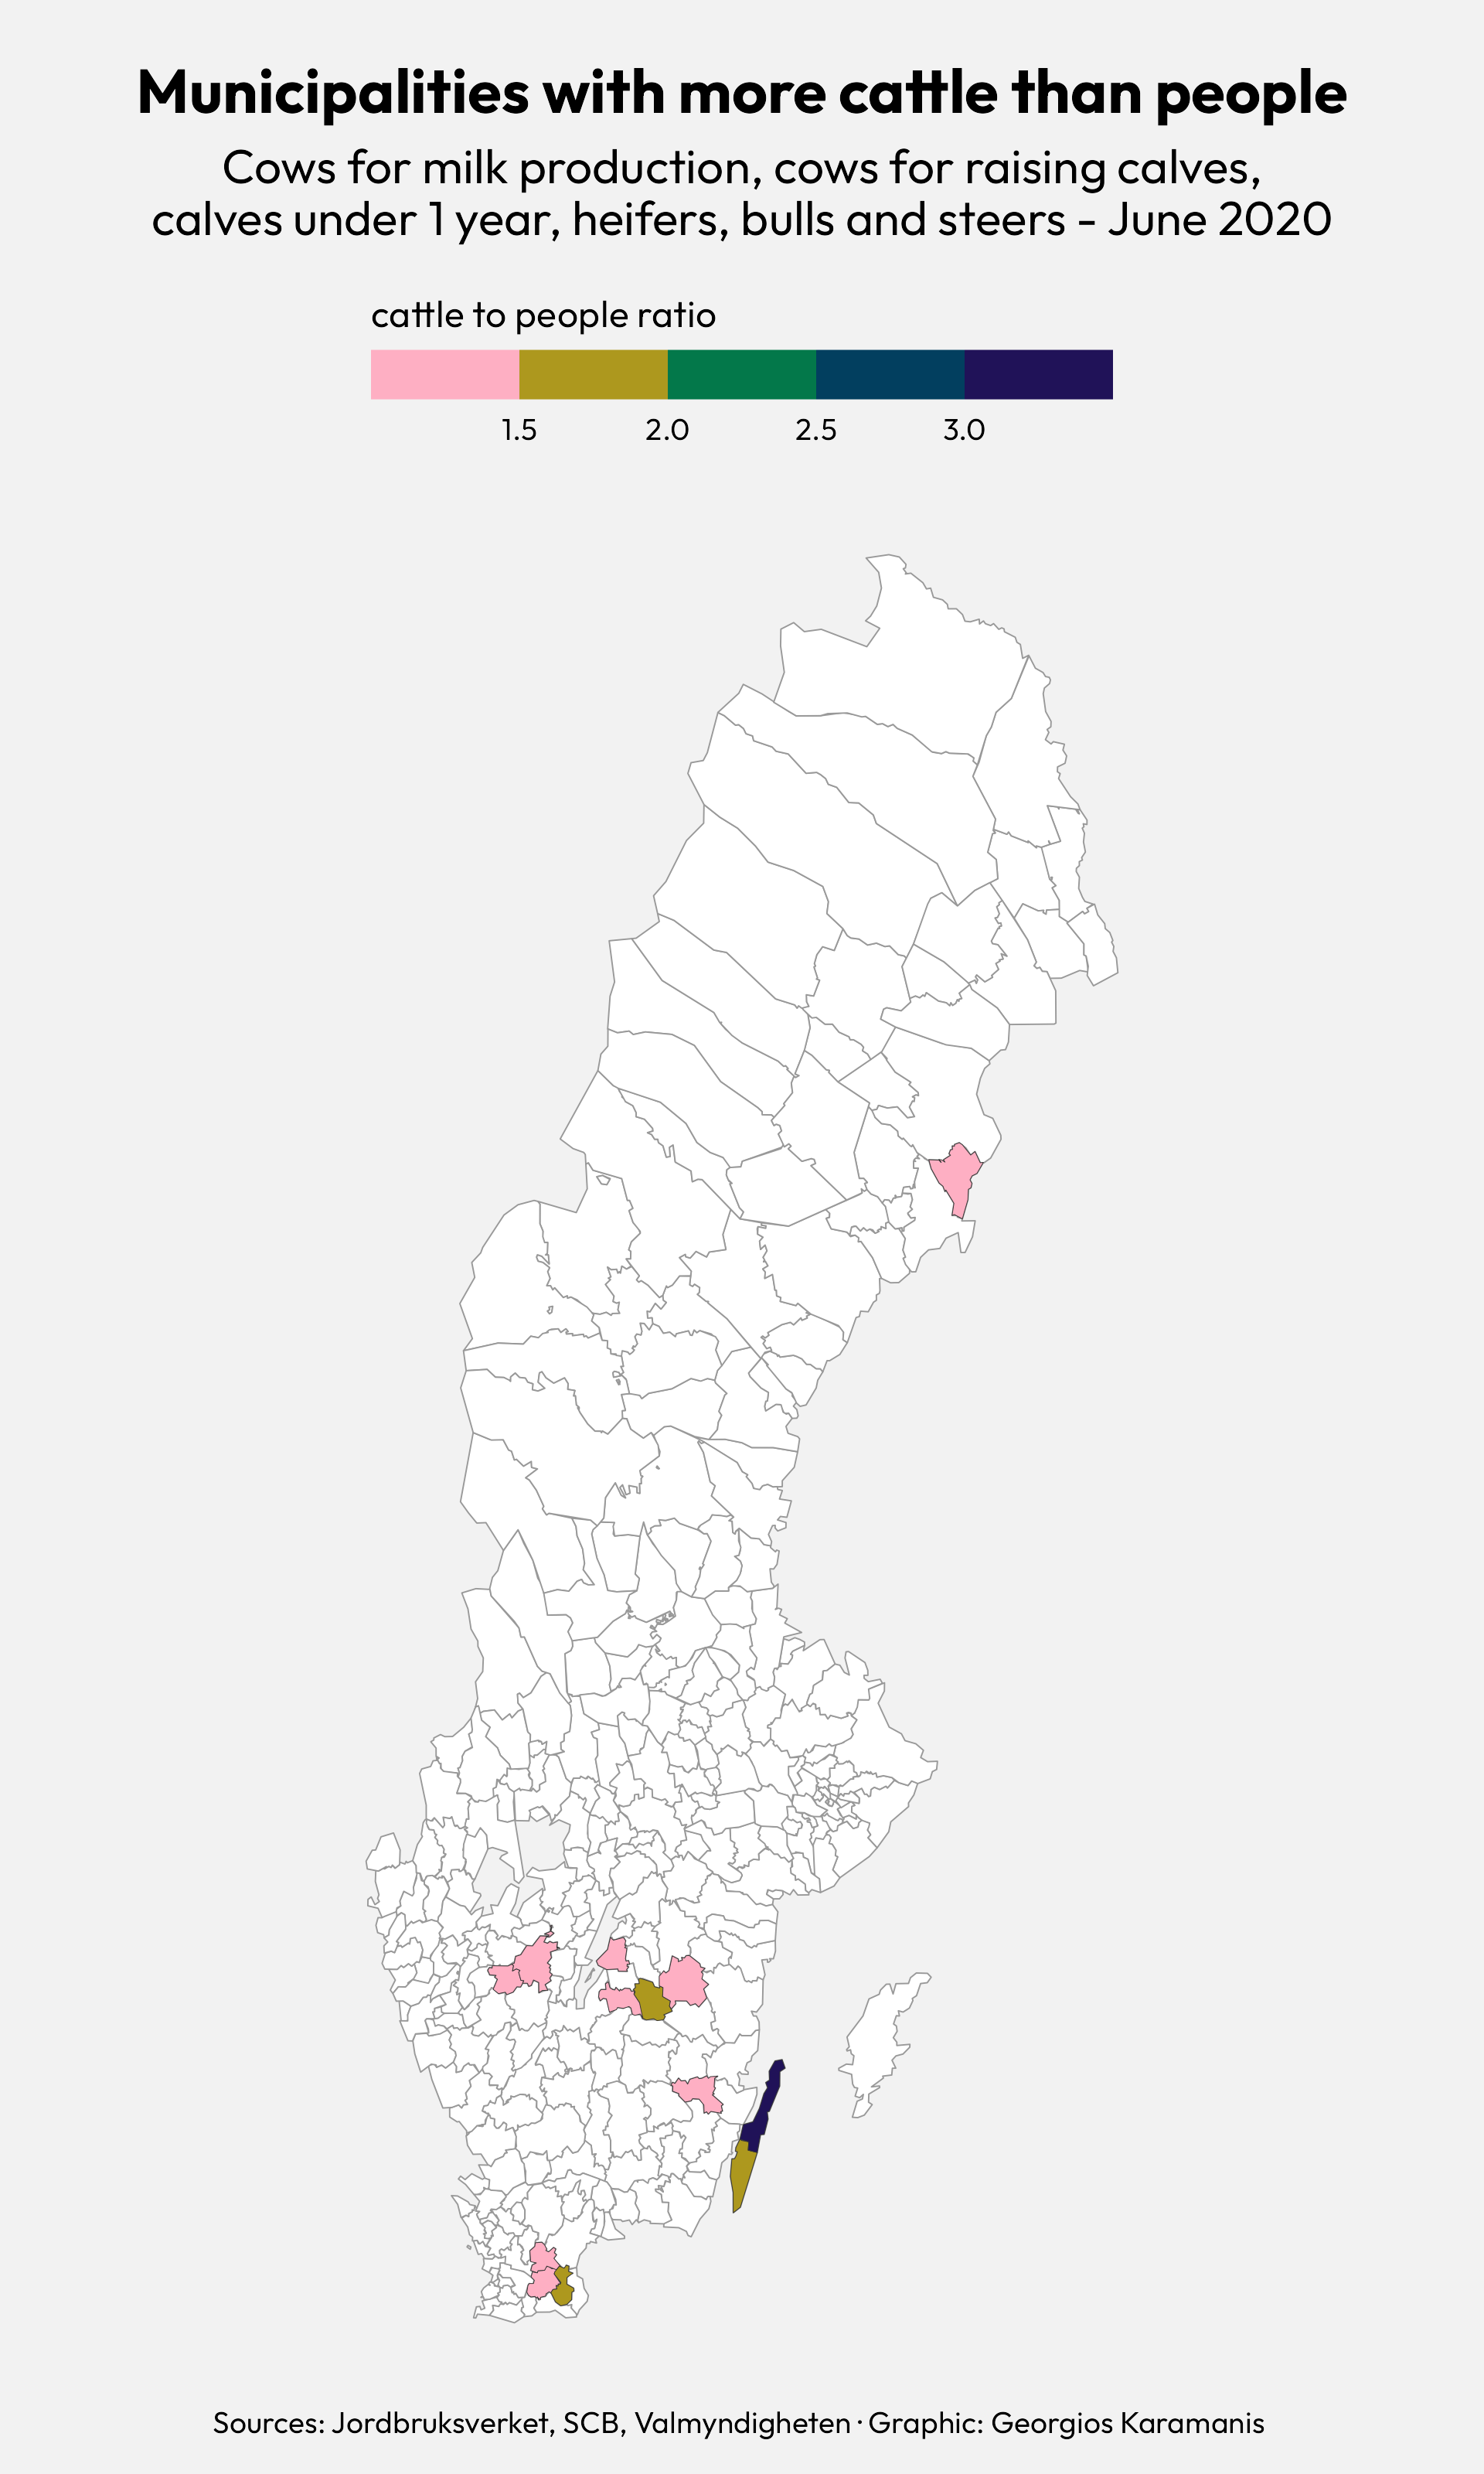 Municipalities with more cattle than people
Cows for milk production, cows for raising calves,
calves under 1 year, heifers, bulls and steers - June 2020
cattle to people ratio
1.5 2.0 2.5 3.0
Sources: Jordbruksverket, SCB, Valmyndigheten · Graphic: Georgios Karamanis